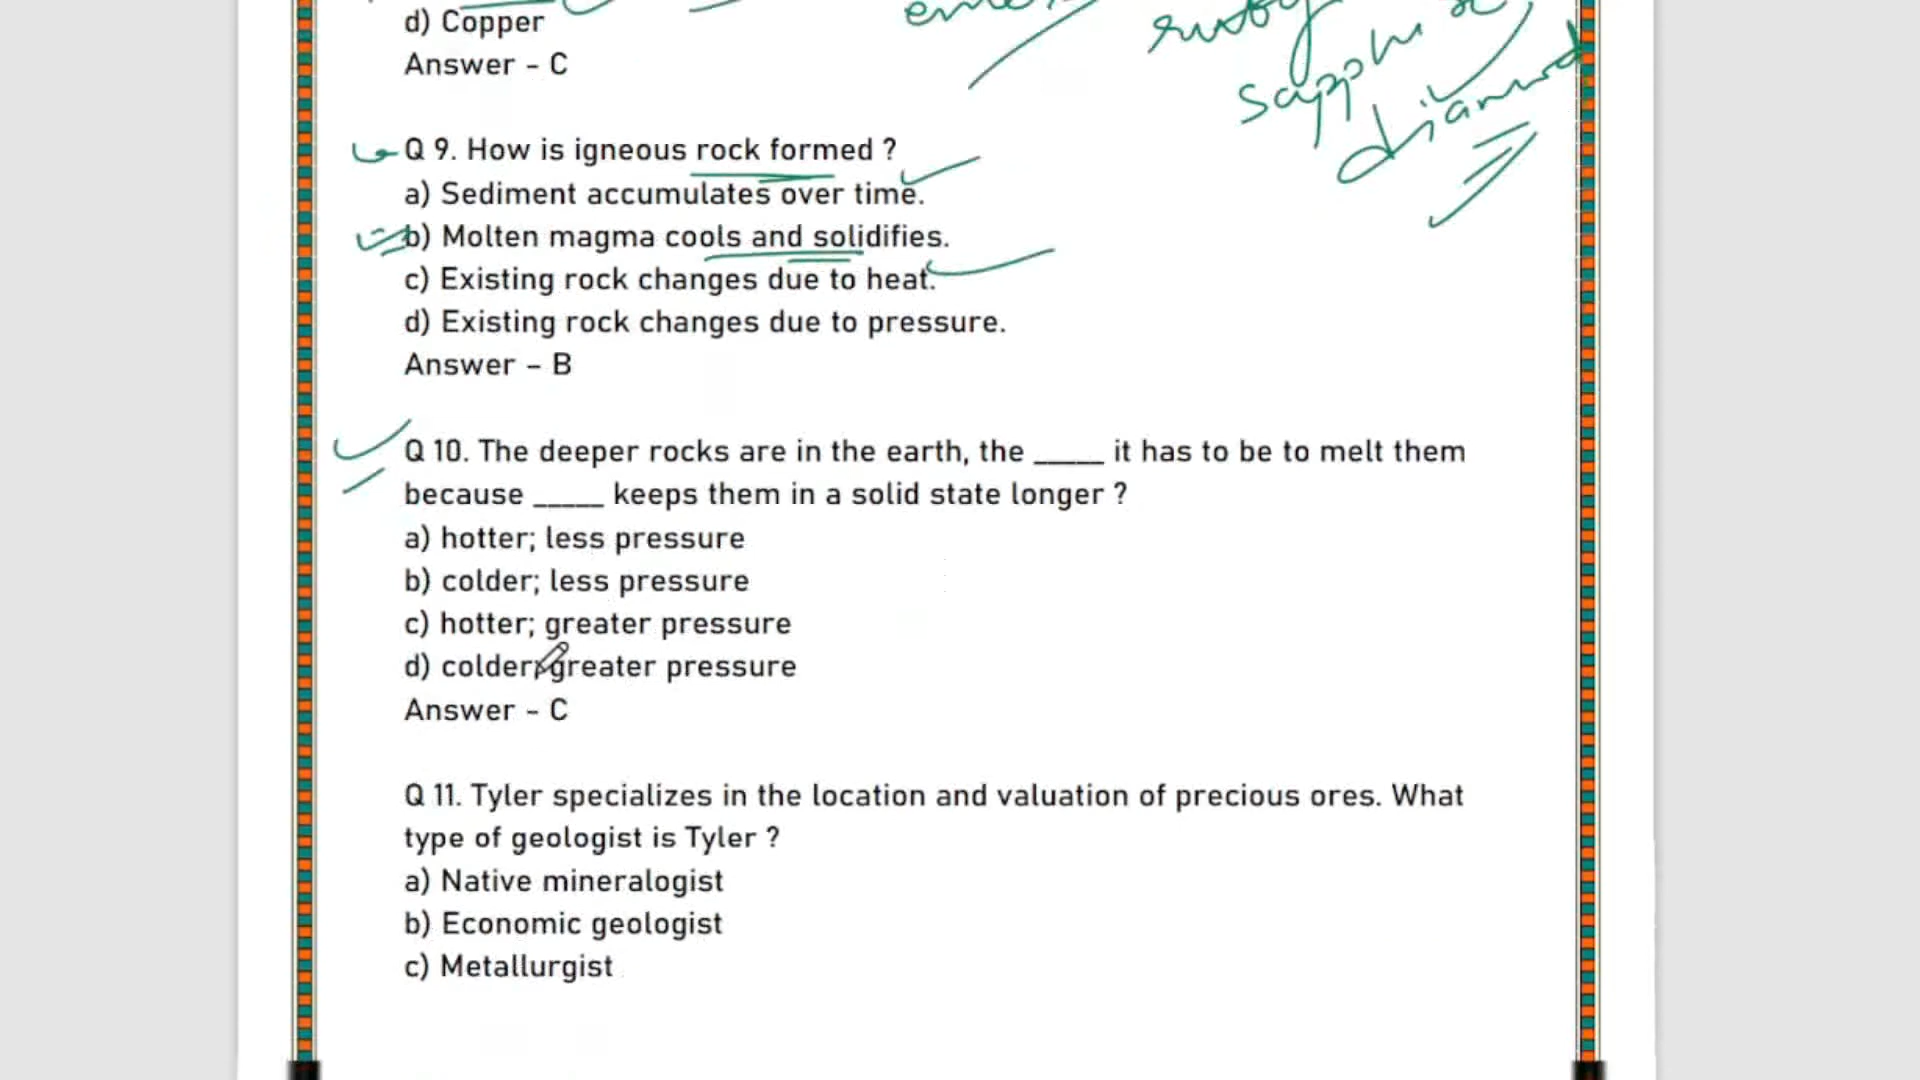 d) Copper
Answer - C
ruby
sapphi
diamond
Q 9. How is igneous rock formed ?
a) Sediment accumulates over time.
b) Molten magma cools and solidifies.
c) Existing rock changes due to heat.
d) Existing rock changes due to pressure.
Answer - B
Q 10. The deeper rocks are in the earth, the _____ it has to be to melt them
because _____ keeps them in a solid state longer ?
a) hotter; less pressure
b) colder; less pressure
c) hotter; greater pressure
d) colder; greater pressure
Answer - C
Q 11. Tyler specializes in the location and valuation of precious ores. What
type of geologist is Tyler ?
a) Native mineralogist
b) Economic geologist
c) Metallurgist